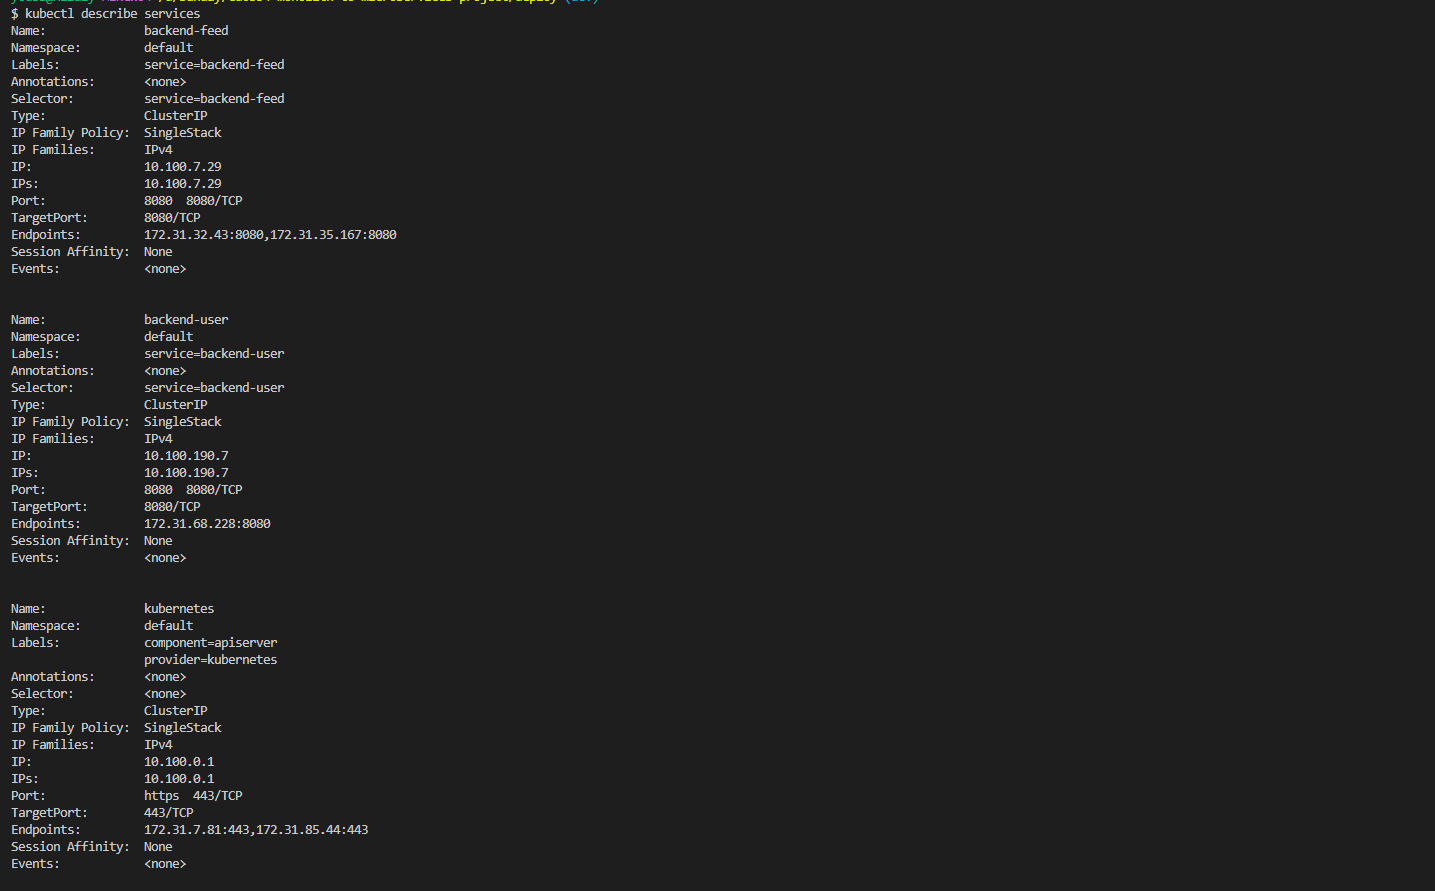 $ kubectl describe services
Name: backend-feed
Namespace: default
Labels: service=backend-feed
Annotations: <none>
Selector: service=backend-feed
Type: ClusterIP
IP Family Policy: SingleStack
IP Families: IPv4
IP: 10.100.7.29
IPs: 10.100.7.29
Port: 8080 8080/TCP
TargetPort: 8080/TCP
Endpoints: 172.31.32.43:8080,172.31.35.167:8080
Session Affinity: None
Events: <none>
Name: backend-user
Namespace: default
Labels: service=backend-user
Annotations: <none>
Selector: service=backend-user
Type: ClusterIP
IP Family Policy: SingleStack
IP Families: IPv4
IP: 10.100.190.7
IPs: 10.100.190.7
Port: 8080 8080/TCP
TargetPort: 8080/TCP
Endpoints: 172.31.68.228:8080
Session Affinity: None
Events: <none>
Name: kubernetes
Namespace: default
Labels: component=apiserver
provider=kubernetes
Annotations: <none>
Selector: <none>
Type: ClusterIP
IP Family Policy: SingleStack
IP Families: IPv4
IP: 10.100.0.1
IPs: 10.100.0.1
Port: https 443/TCP
TargetPort: 443/TCP
Endpoints: 172.31.7.81:443,172.31.85.44:443
Session Affinity: None
Events: <none>